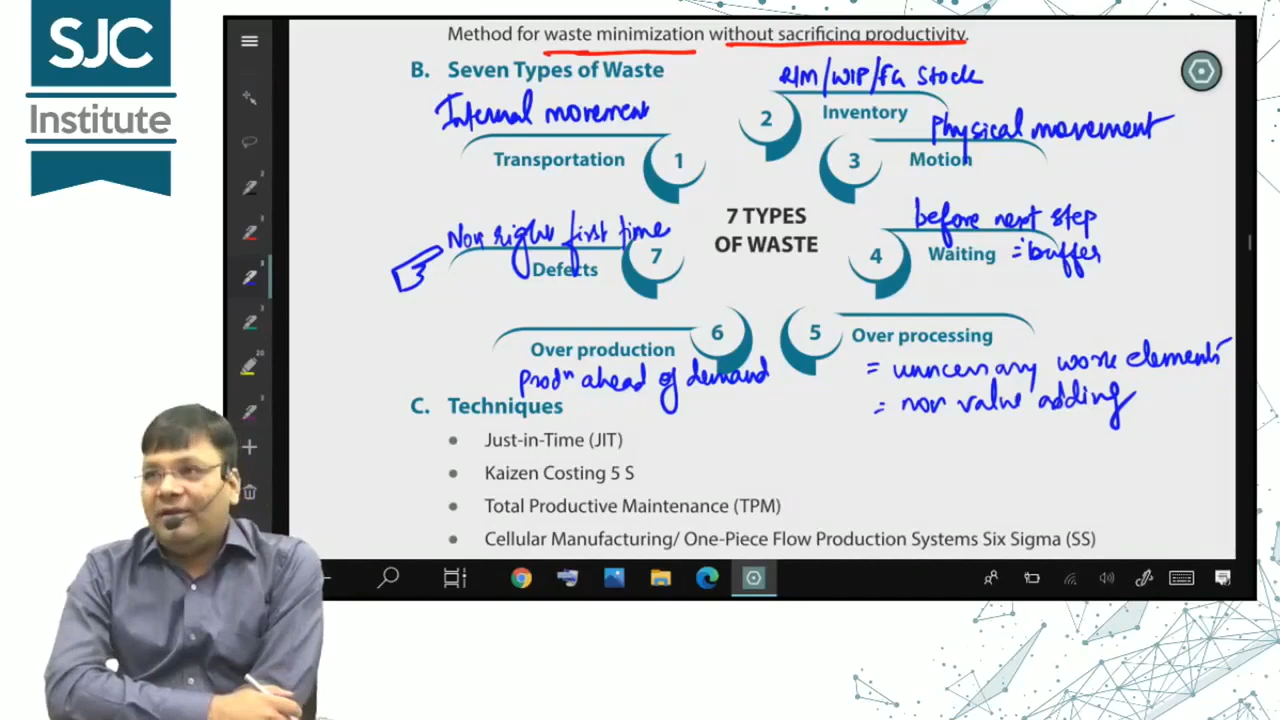 SJC
Institute
Method for waste minimization without sacrificing productivity.
B. Seven Types of Waste
R/M/WIP/FG Stock
Internal movement
2
Inventory
Physical movement
Transportation
1
3
Motion
7 TYPES
OF WASTE
Non right first time
7
Defects
before next step
4
Waiting
= buffer
6
Over production
Prodn ahead of demand
5
Over processing
= unncessary work elements
= non value adding
C. Techniques
• Just-in-Time (JIT)
• Kaizen Costing 5 S
• Total Productive Maintenance (TPM)
• Cellular Manufacturing/ One-Piece Flow Production Systems Six Sigma (SS)